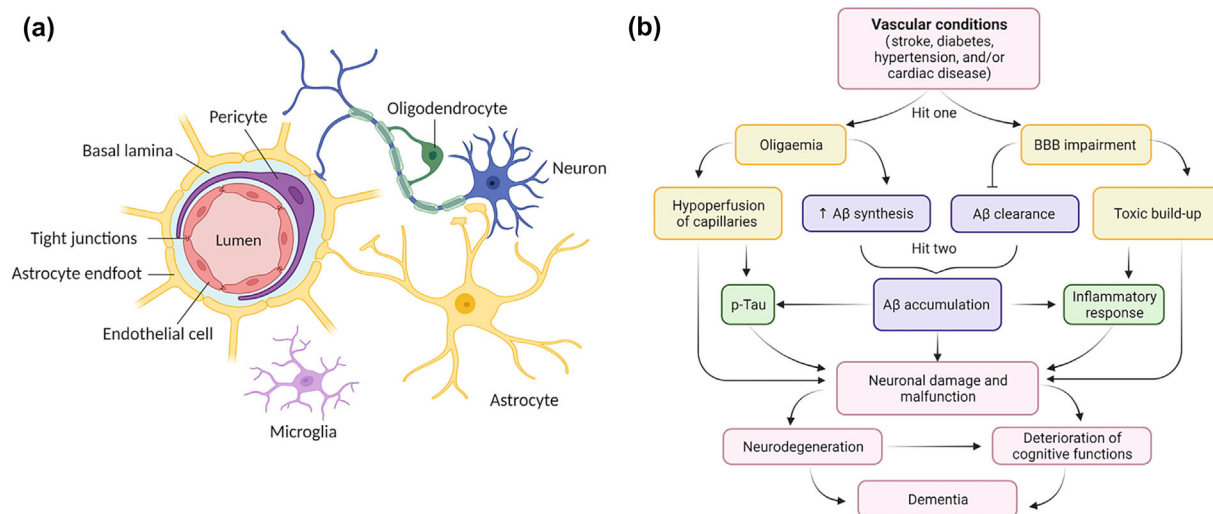 (a)
Pericyte
Basal lamina
Oligodendrocyte
Neuron
Tight junctions
Lumen
Astrocyte endfoot
Endothelial cell
Microglia
Astrocyte
(b)
Vascular conditions
(stroke, diabetes,
hypertension, and/or
cardiac disease)
Hit one
Oligaemia
BBB impairment
Hypoperfusion
of capillaries
↑ Aβ synthesis
Aβ clearance
Toxic build-up
Hit two
p-Tau
Aβ accumulation
Inflammatory
response
Neuronal damage and
malfunction
Neurodegeneration
Deterioration of
cognitive functions
Dementia